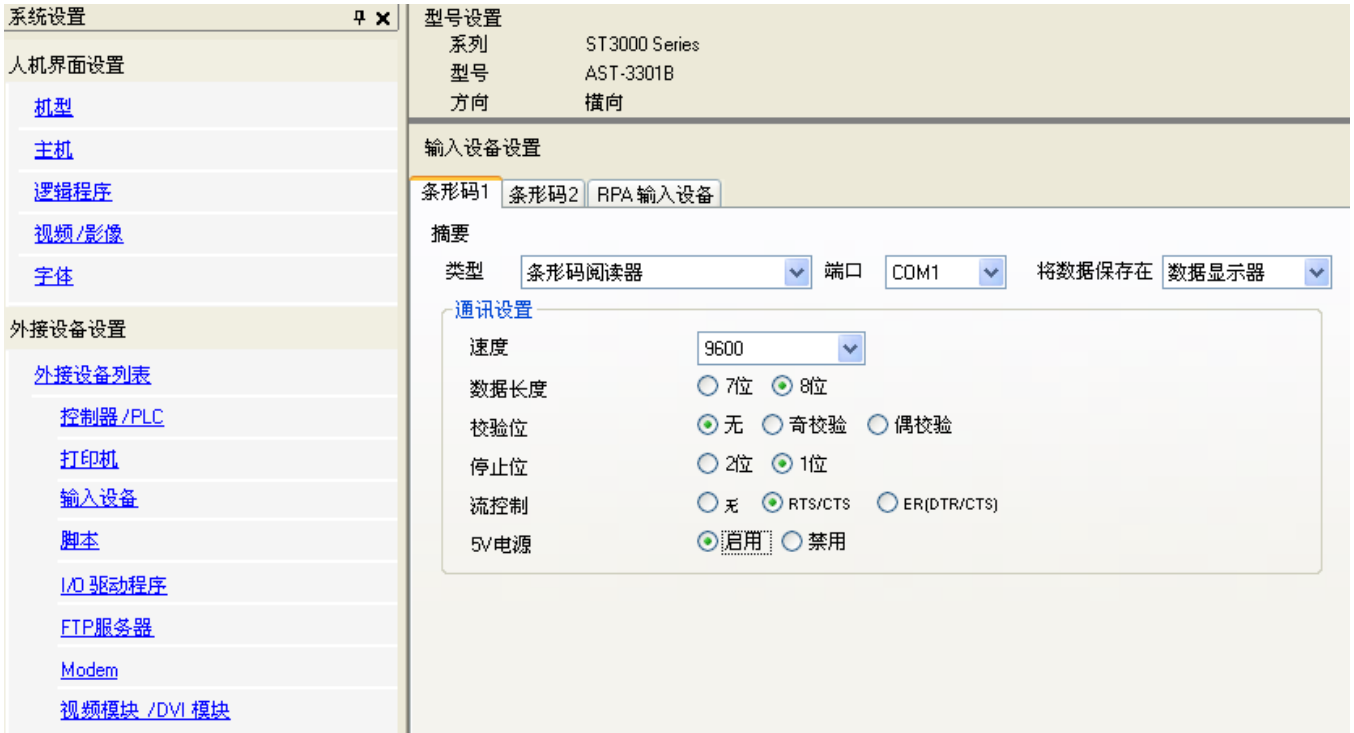 系统设置
人机界面设置
机型
主机
逻辑程序
视频/影像
字体
外接设备设置
外接设备列表
控制器/PLC
打印机
输入设备
脚本
I/O 驱动程序
FTP服务器
Modem
视频模块 /DVI 模块
型号设置
系列 ST3000 Series
型号 AST-3301B
方向 横向
输入设备设置
条形码1 条形码2 RPA 输入设备
摘要
类型 条形码阅读器 端口 COM1 将数据保存在 数据显示器
通讯设置
速度 9600
数据长度 7位 8位
校验位 无 奇校验 偶校验
停止位 2位 1位
流控制 无 RTS/CTS ER(DTR/CTS)
5V电源 启用 禁用